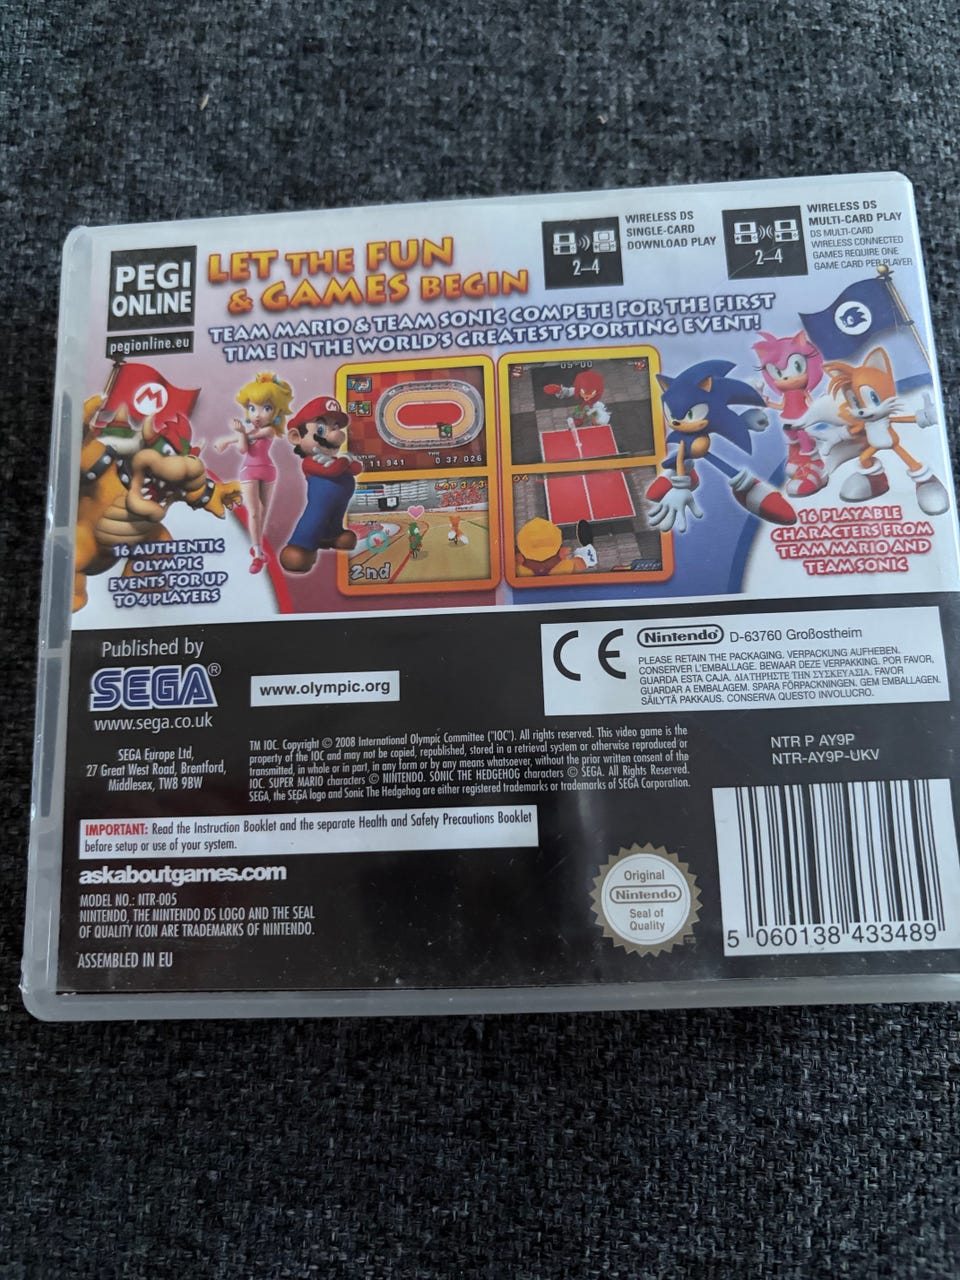 PEGI
ONLINE
pegionline.eu
LET THE FUN
& GAMES BEGIN
TEAM MARIO & TEAM SONIC COMPETE FOR THE FIRST
TIME IN THE WORLD'S GREATEST SPORTING EVENT!
2–4
WIRELESS DS
SINGLE-CARD
DOWNLOAD PLAY
2–4
WIRELESS DS
MULTI-CARD PLAY
DS MULTI-CARD
WIRELESS CONNECTED
GAMES REQUIRE ONE
GAME CARD PER PLAYER
M
11 941
0 37 026
2nd
16 AUTHENTIC
OLYMPIC
EVENTS FOR UP
TO 4 PLAYERS
16 PLAYABLE
CHARACTERS FROM
TEAM MARIO AND
TEAM SONIC
Published by
SEGA®
www.sega.co.uk
SEGA Europe Ltd,
27 Great West Road, Brentford,
Middlesex, TW8 9BW
www.olympic.org
CE
Nintendo® D-63760 Großostheim
PLEASE RETAIN THE PACKAGING. VERPACKUNG AUFHEBEN.
CONSERVER L'EMBALLAGE. BEWAAR DEZE VERPAKKING. POR FAVOR,
GUARDA ESTA CAJA. ΔΙΑΤΗΡΗΣΤΕ ΤΗΝ ΣΥΣΚΕΥΑΣΙΑ. FAVOR
GUARDAR A EMBALAGEM. SPARA FÖRPACKNINGEN. GEM EMBALLAGEN.
SÄILYTÄ PAKKAUS. CONSERVA QUESTO INVOLUCRO.
TM IOC. Copyright © 2008 International Olympic Committee ("IOC"). All rights reserved. This video game is the
property of the IOC and may not be copied, republished, stored in a retrieval system or otherwise reproduced or
transmitted, in whole or in part, in any form or by any means whatsoever, without the prior written consent of the
IOC. SUPER MARIO characters © NINTENDO. SONIC THE HEDGEHOG characters © SEGA. All Rights Reserved.
SEGA, the SEGA logo and Sonic The Hedgehog are either registered trademarks or trademarks of SEGA Corporation.
NTR P AY9P
NTR-AY9P-UKV
IMPORTANT: Read the Instruction Booklet and the separate Health and Safety Precautions Booklet
before setup or use of your system.
askaboutgames.com
MODEL NO.: NTR-005
NINTENDO, THE NINTENDO DS LOGO AND THE SEAL
OF QUALITY ICON ARE TRADEMARKS OF NINTENDO.
ASSEMBLED IN EU
Original
Nintendo
Seal of
Quality
5 060138 433489